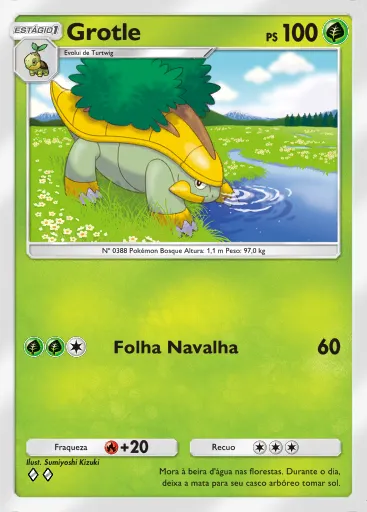 ESTÁGIO 1
Grotle
PS 100
Evolui de Turtwig
Nº 0388 Pokémon Bosque Altura: 1,1 m Peso: 97,0 kg
Folha Navalha 60
Fraqueza +20
Recuo
Ilust. Sumiyoshi Kizuki
Mora à beira d'água nas florestas. Durante o dia,
deixa a mata para seu casco arbóreo tomar sol.